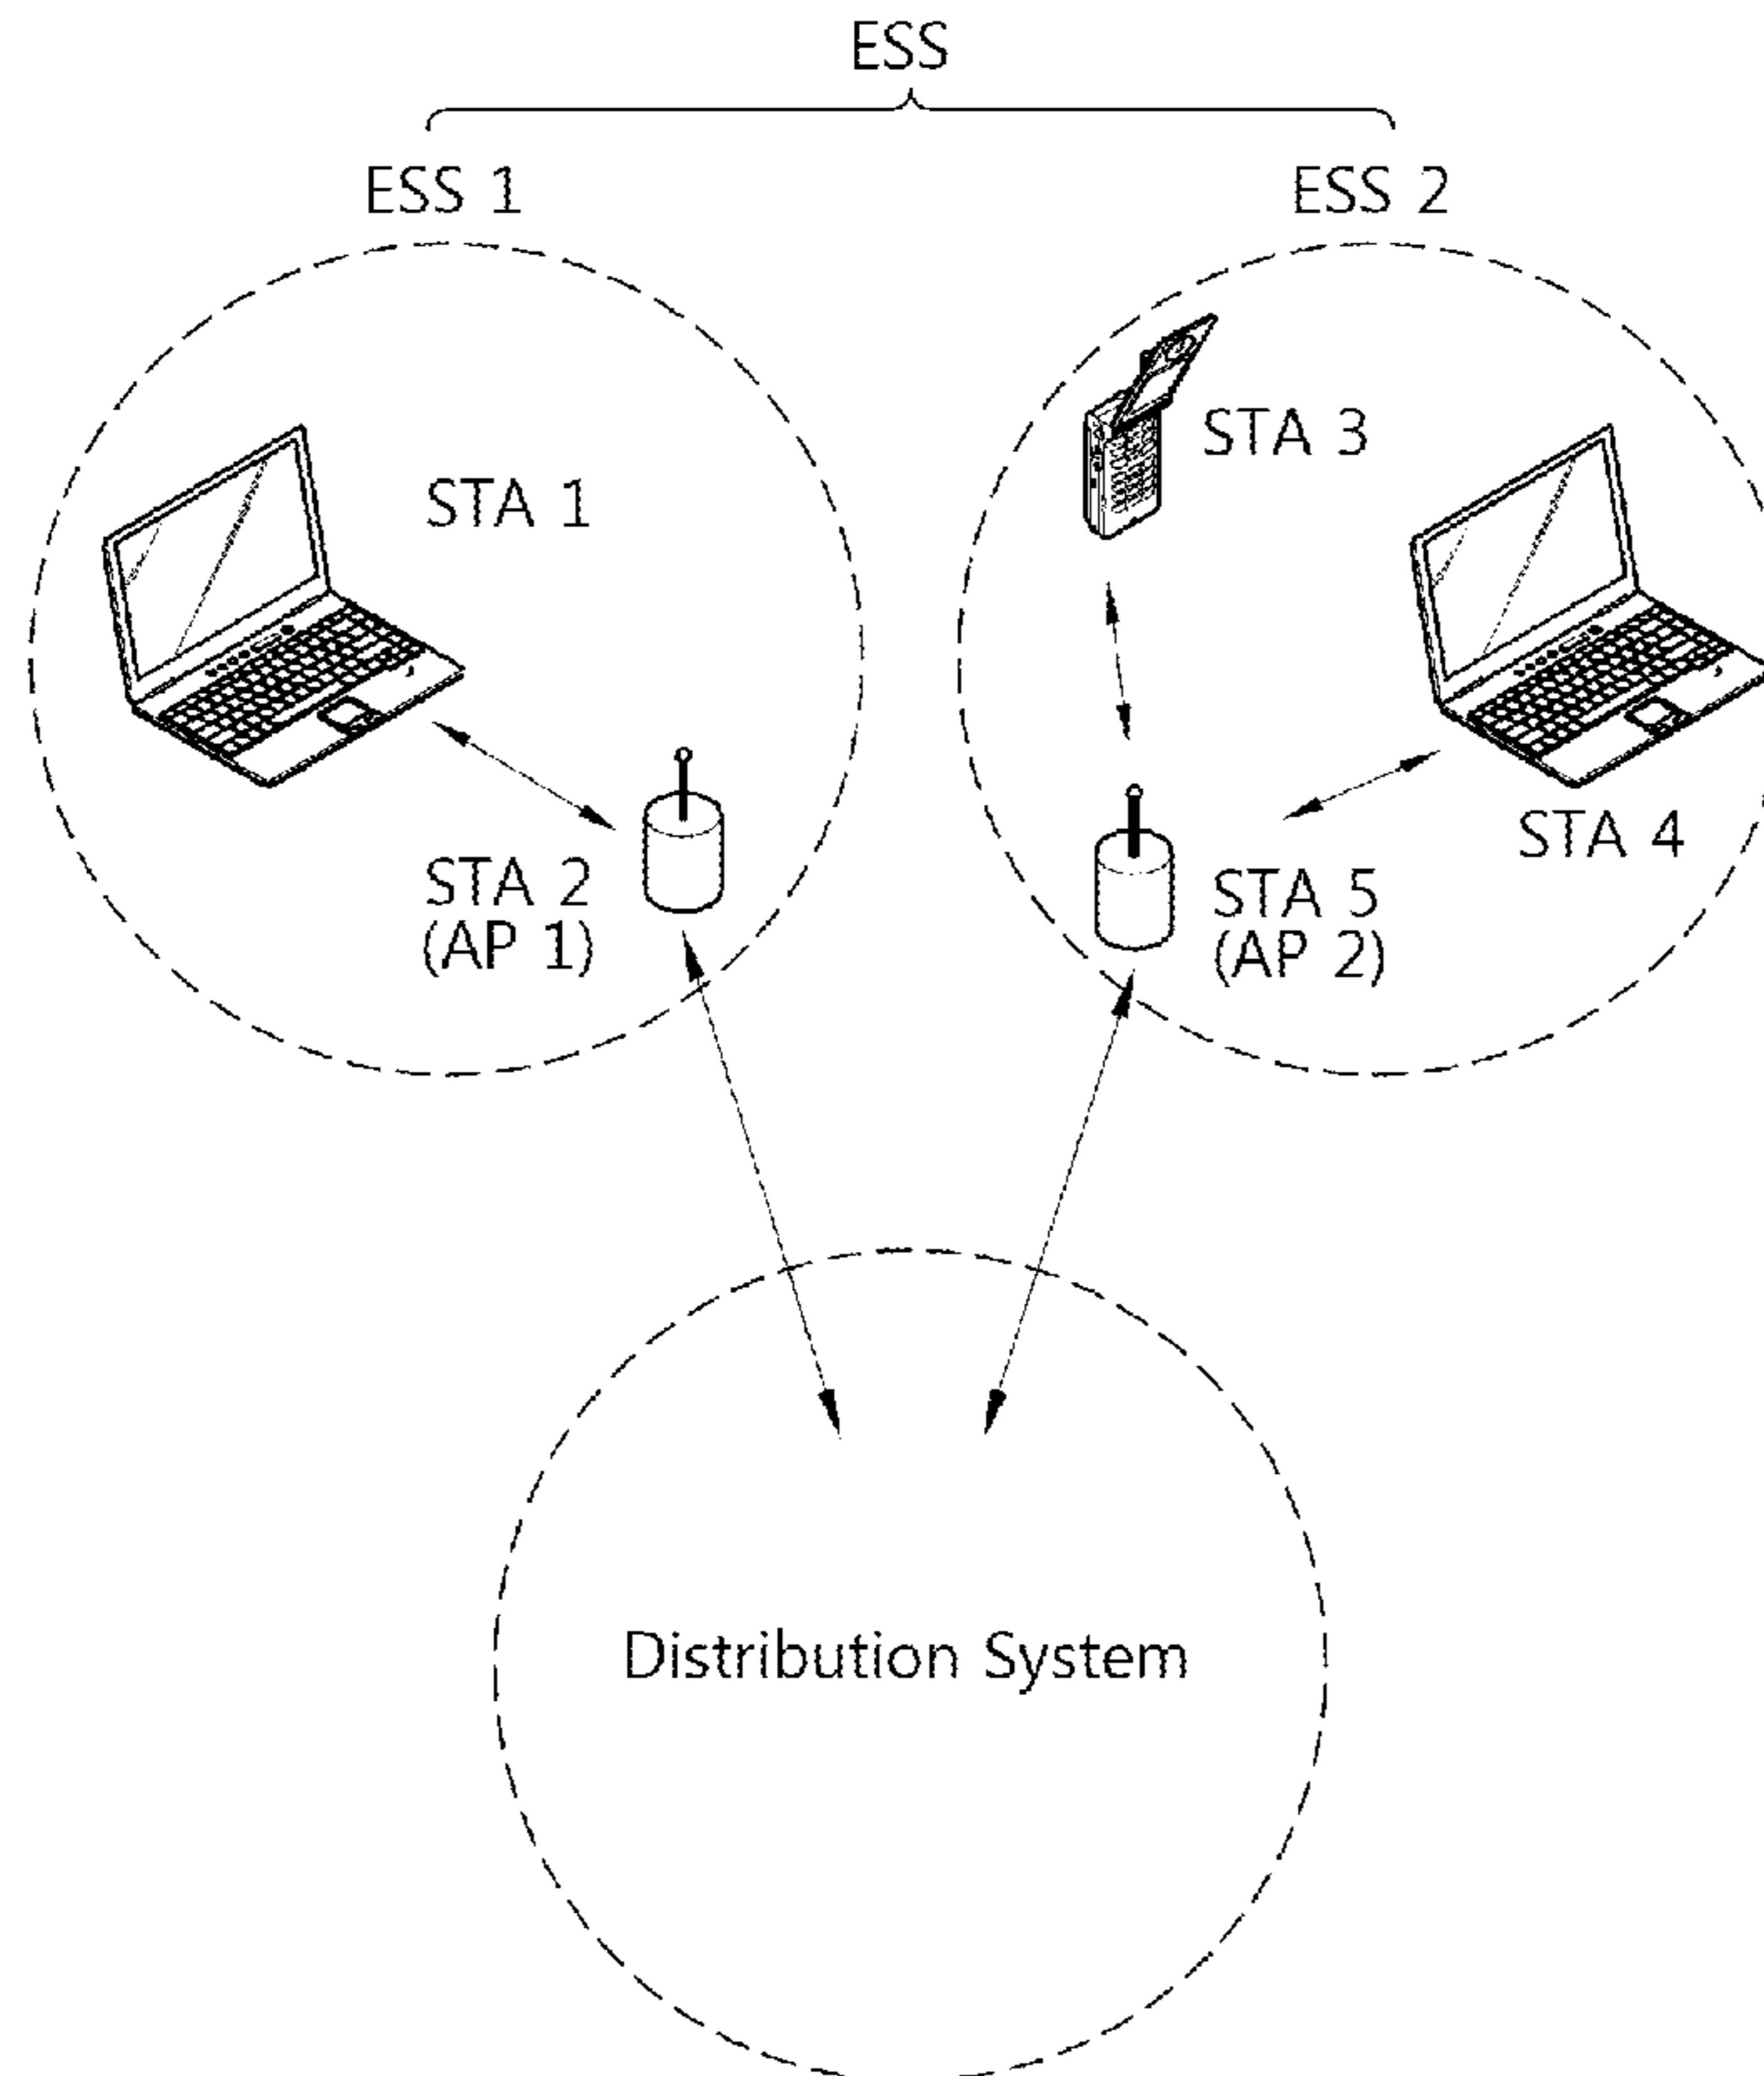 ESS
ESS 1
ESS 2
STA 1
STA 3
STA 2
(AP 1)
STA 5
(AP 2)
STA 4
Distribution System